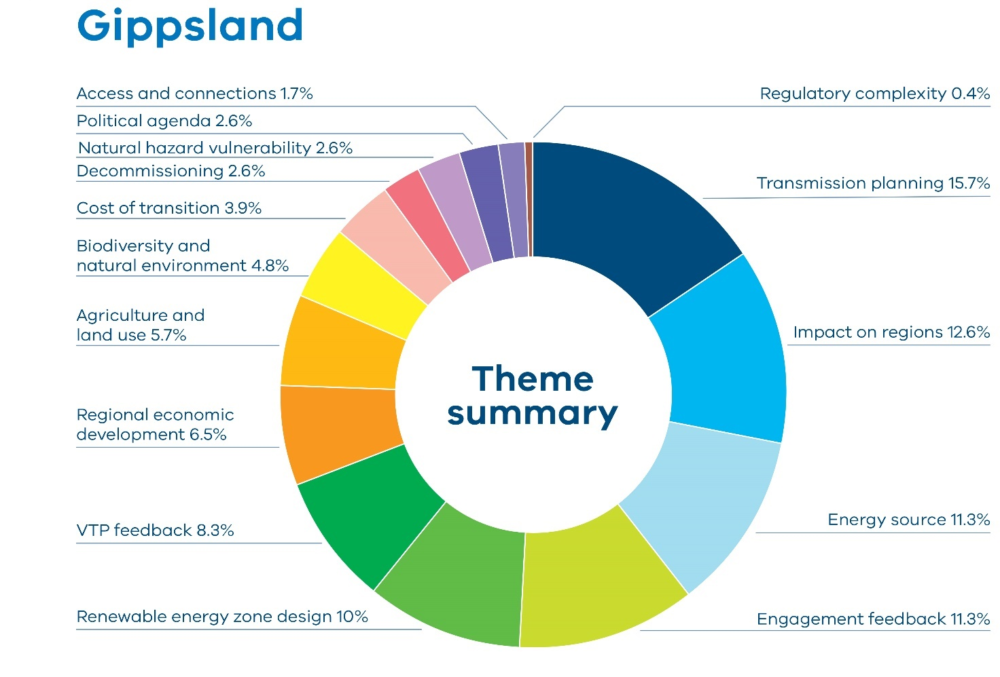 Gippsland
Access and connections 1.7%
Political agenda 2.6%
Natural hazard vulnerability 2.6%
Decommissioning 2.6%
Cost of transition 3.9%
Biodiversity and
natural environment 4.8%
Agriculture and
land use 5.7%
Regional economic
development 6.5%
VTP feedback 8.3%
Renewable energy zone design 10%
Theme
summary
Regulatory complexity 0.4%
Transmission planning 15.7%
Impact on regions 12.6%
Energy source 11.3%
Engagement feedback 11.3%